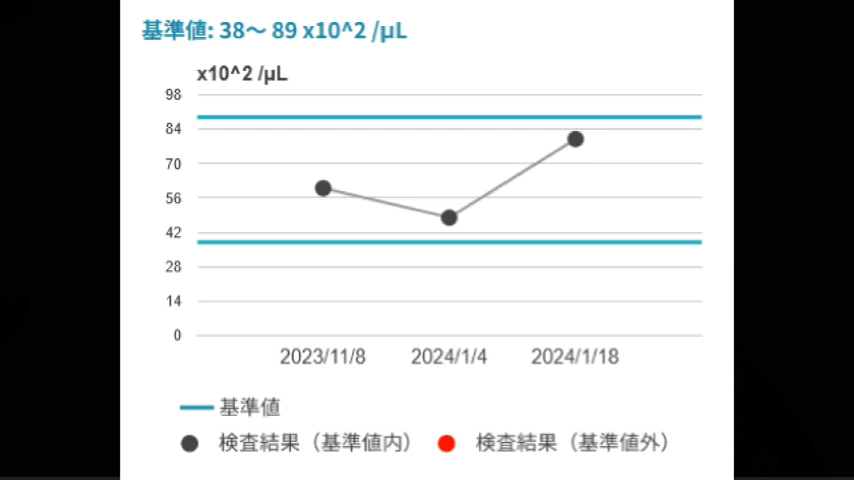 基準値: 38～ 89 x10^2 /μL
x10^2 /μL
98
84
70
56
42
28
14
0
2023/11/8 2024/1/4 2024/1/18
基準値
検査結果（基準値内） 検査結果（基準値外）